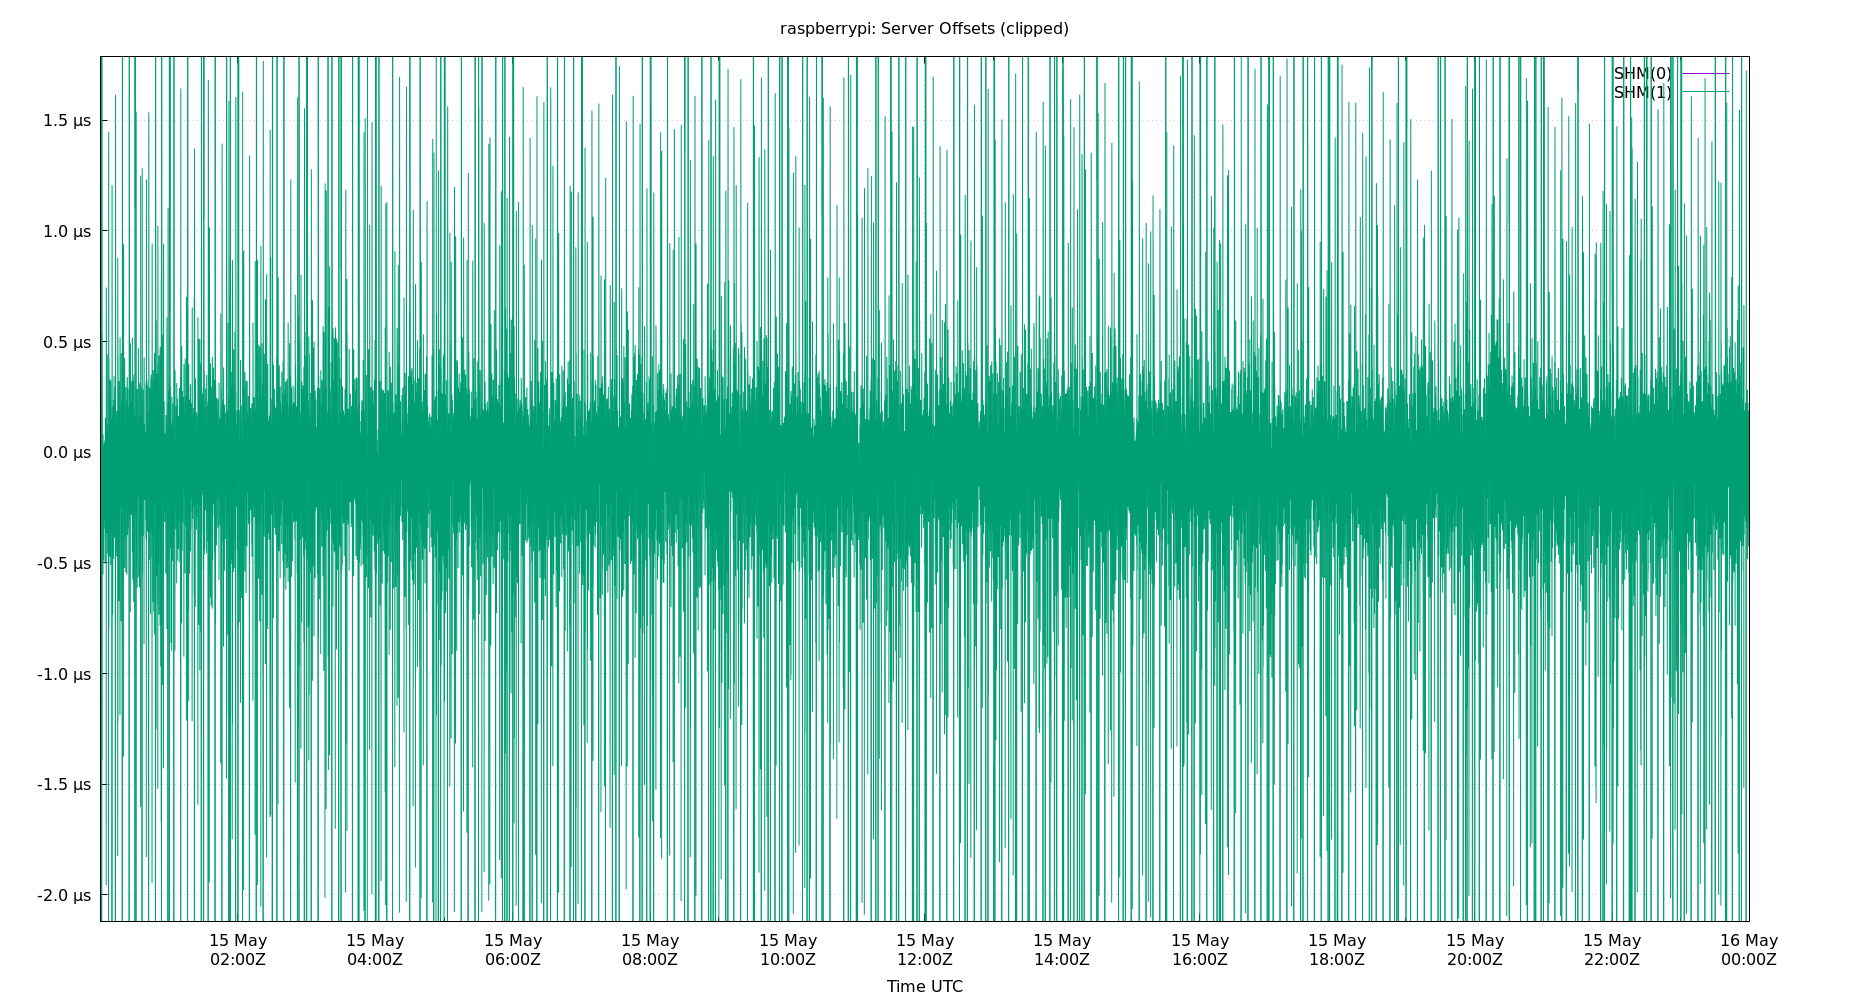 raspberrypi: Server Offsets (clipped)
SHM(0)
SHM(1)
1.5 µs
1.0 µs
0.5 µs
0.0 µs
-0.5 µs
-1.0 µs
-1.5 µs
-2.0 µs
15 May 15 May 15 May 15 May 15 May 15 May 15 May 15 May 15 May 15 May 15 May 16 May
02:00Z 04:00Z 06:00Z 08:00Z 10:00Z 12:00Z 14:00Z 16:00Z 18:00Z 20:00Z 22:00Z 00:00Z
Time UTC